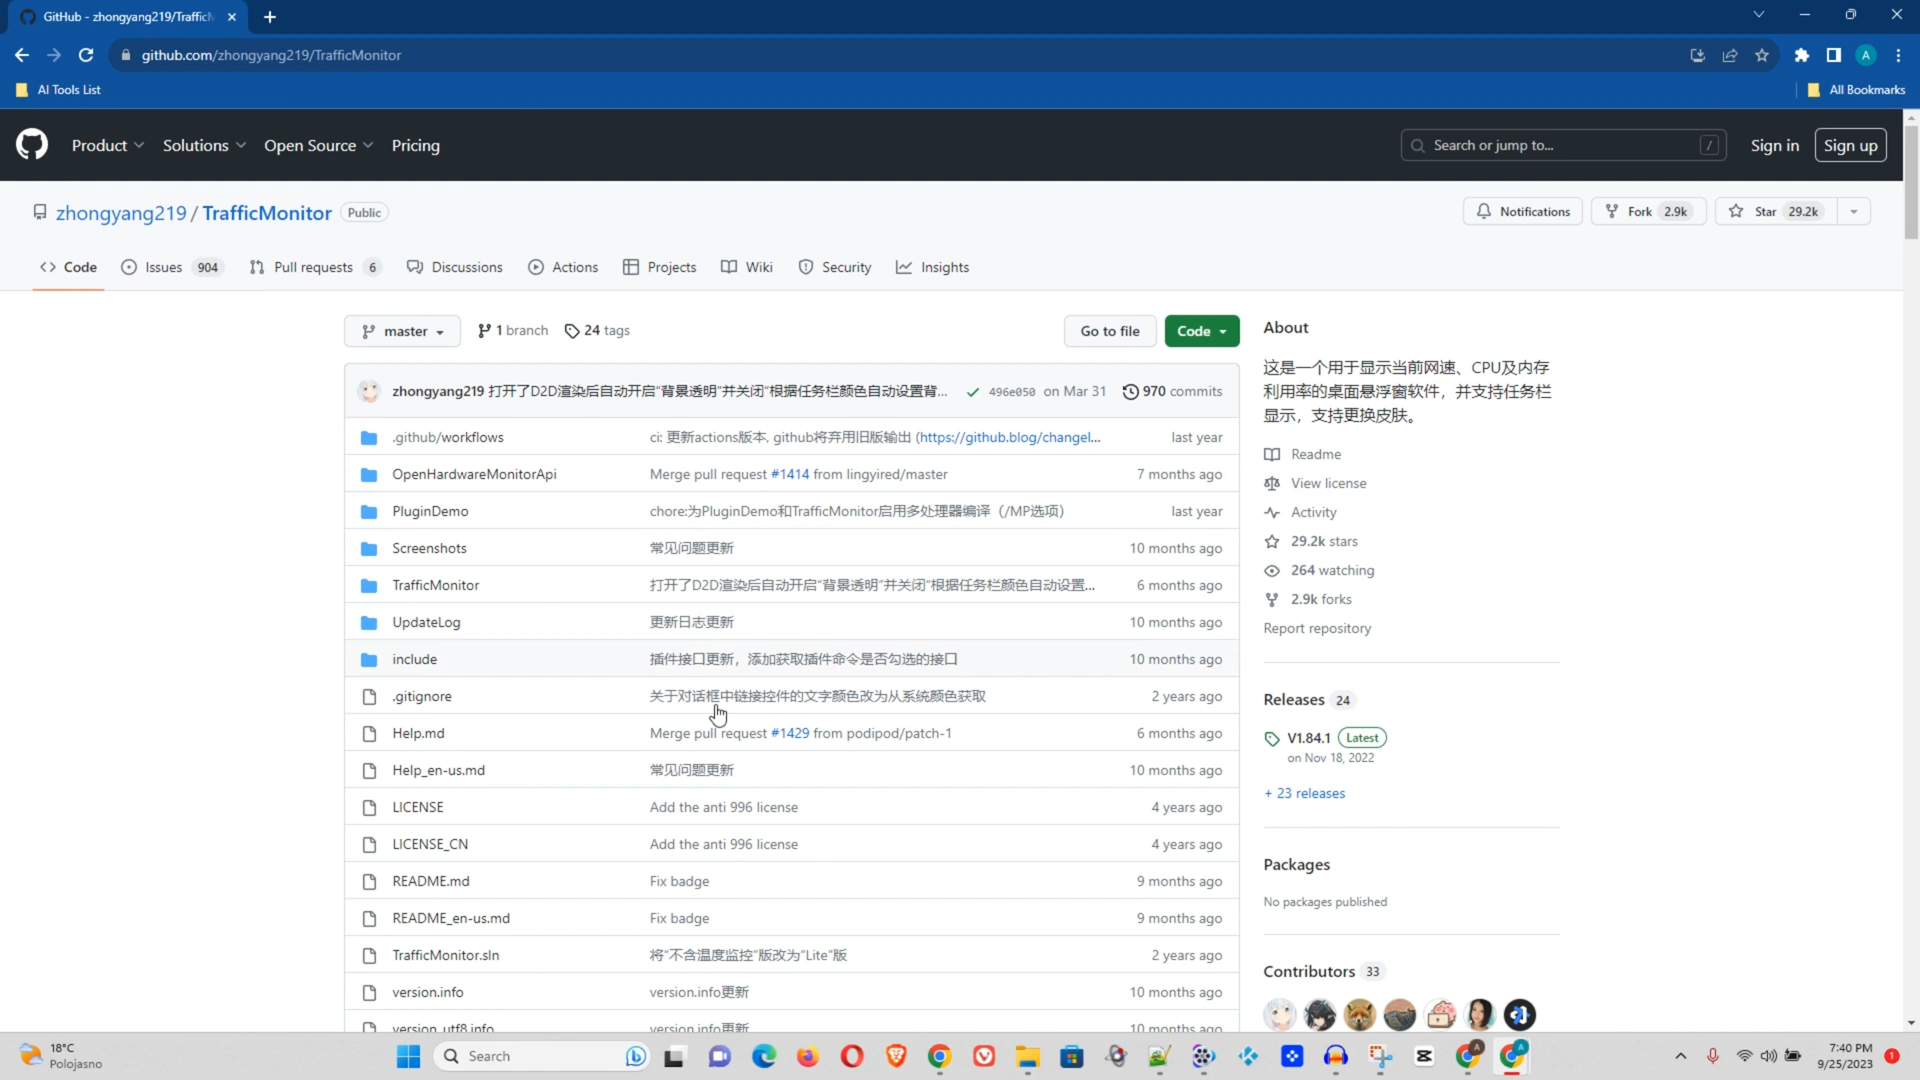 GitHub - zhongyang219/Traffic
github.com/zhongyang219/TrafficMonitor
A
AI Tools List
All Bookmarks
Product
Solutions
Open Source
Pricing
Search or jump to...
/
Sign in
Sign up
zhongyang219 / TrafficMonitor
Public
Notifications
Fork 2.9k
Star 29.2k
Code
Issues 904
Pull requests 6
Discussions
Actions
Projects
Wiki
Security
Insights
master
1 branch
24 tags
Go to file
Code
zhongyang219 打开了D2D渲染后自动开启“背景透明”并关闭“根据任务栏颜色自动设置背... 496e050 on Mar 31 970 commits
.github/workflows ci: 更新actions版本, github将弃用旧版输出 (https://github.blog/changel... last year
OpenHardwareMonitorApi Merge pull request #1414 from lingyired/master 7 months ago
PluginDemo chore:为PluginDemo和TrafficMonitor启用多处理器编译（/MP选项） last year
Screenshots 常见问题更新 10 months ago
TrafficMonitor 打开了D2D渲染后自动开启“背景透明”并关闭“根据任务栏颜色自动设置... 6 months ago
UpdateLog 更新日志更新 10 months ago
include 插件接口更新，添加获取插件命令是否勾选的接口 10 months ago
.gitignore 关于对话框中链接控件的文字颜色改为从系统颜色获取 2 years ago
Help.md Merge pull request #1429 from podipod/patch-1 6 months ago
Help_en-us.md 常见问题更新 10 months ago
LICENSE Add the anti 996 license 4 years ago
LICENSE_CN Add the anti 996 license 4 years ago
README.md Fix badge 9 months ago
README_en-us.md Fix badge 9 months ago
TrafficMonitor.sln 将“不含温度监控”版改为“Lite”版 2 years ago
version.info version.info更新 10 months ago
version_utf8.info version.info更新 10 months ago
About
这是一个用于显示当前网速、CPU及内存
利用率的桌面悬浮窗软件，并支持任务栏
显示，支持更换皮肤。
Readme
View license
Activity
29.2k stars
264 watching
2.9k forks
Report repository
Releases 24
V1.84.1 Latest
on Nov 18, 2022
+ 23 releases
Packages
No packages published
Contributors 33
18°C
Polojasno
Search
7:40 PM
9/25/2023
1